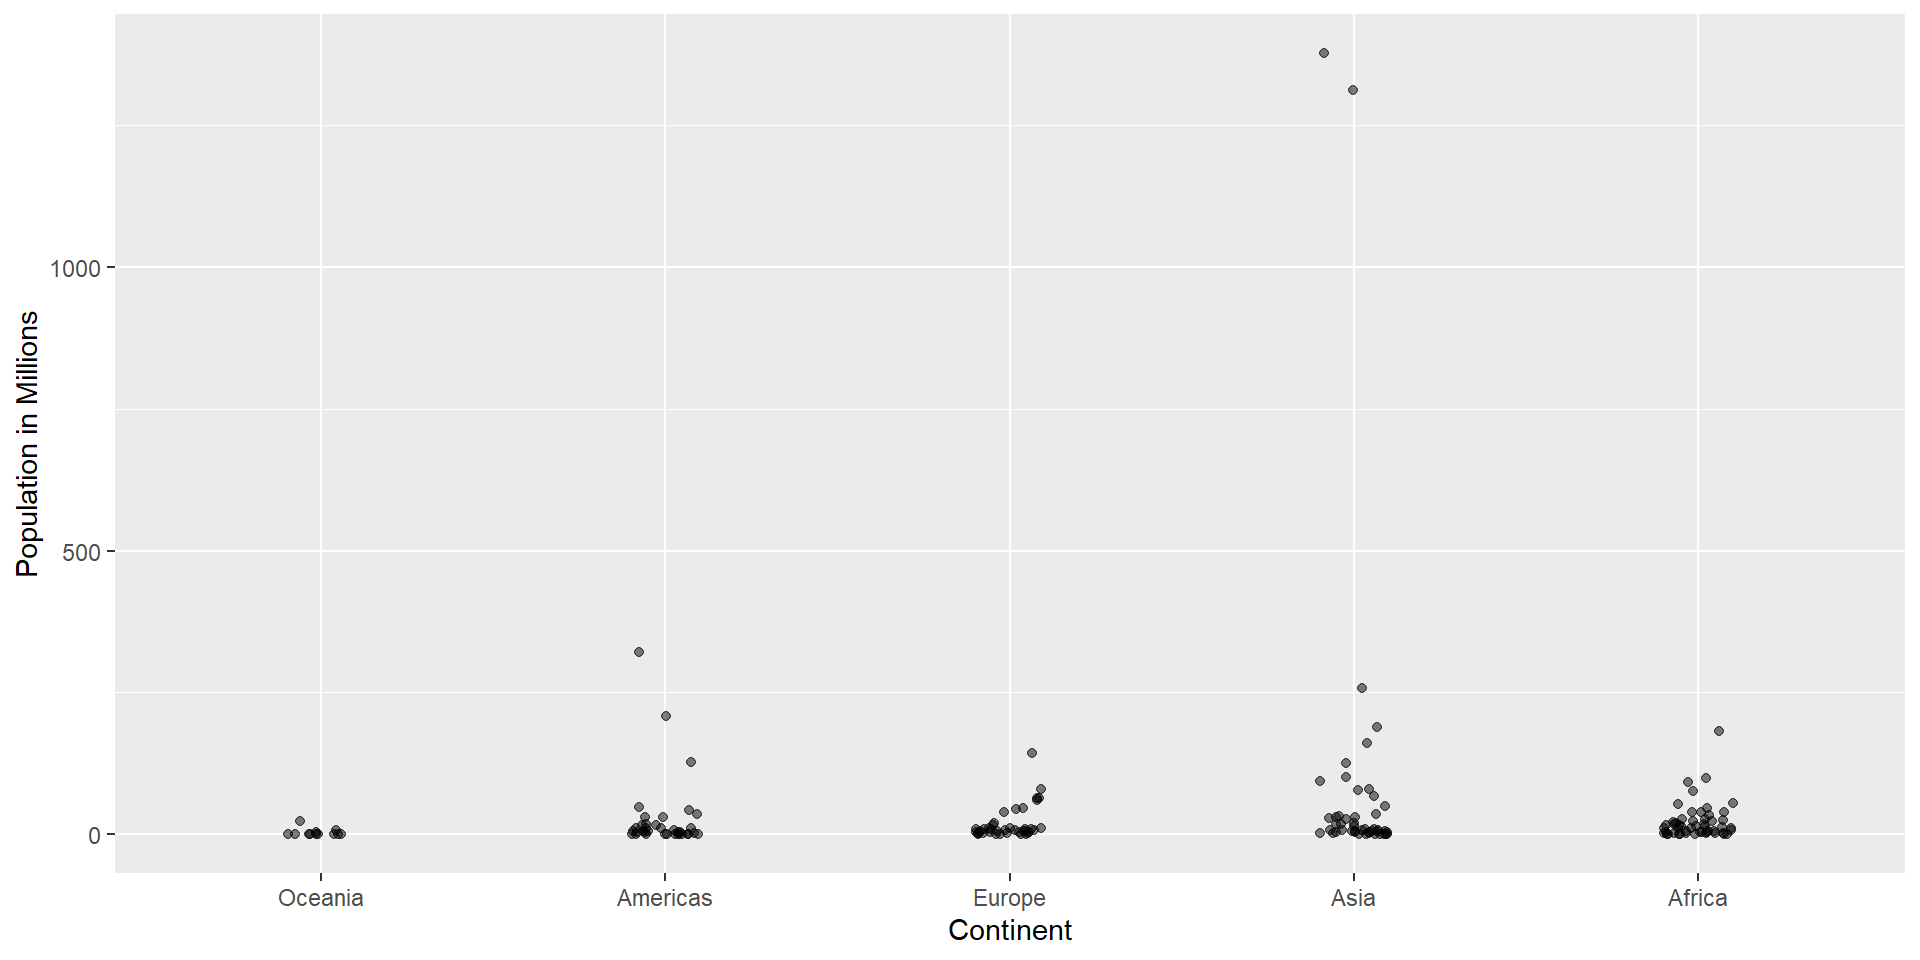 Population in Millions
1000
500
0
Oceania
Americas
Europe
Asia
Africa
Continent